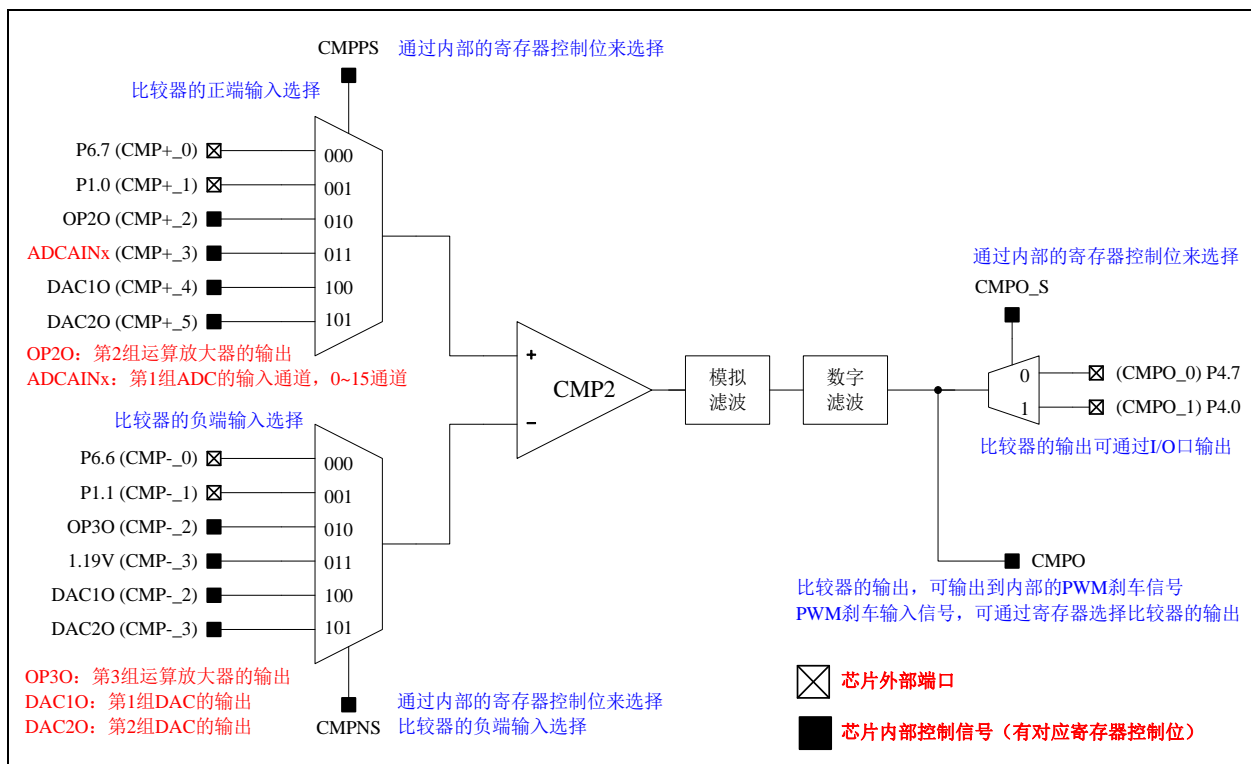 CMPPS 通过内部的寄存器控制位来选择
比较器的正端输入选择
P6.7 (CMP+_0)
000
P1.0 (CMP+_1)
001
OP2O (CMP+_2)
010
ADCAINx (CMP+_3)
011
DAC1O (CMP+_4)
100
DAC2O (CMP+_5)
101
OP2O:第2组运算放大器的输出
ADCAINx:第1组ADC的输入通道,0~15通道
比较器的负端输入选择
P6.6 (CMP-_0)
000
P1.1 (CMP-_1)
001
OP3O (CMP-_2)
010
1.19V (CMP-_3)
011
DAC1O (CMP-_2)
100
DAC2O (CMP-_3)
101
OP3O:第3组运算放大器的输出
DAC1O:第1组DAC的输出
DAC2O:第2组DAC的输出
CMPNS
通过内部的寄存器控制位来选择
比较器的负端输入选择
+
CMP2
−
模拟
滤波
数字
滤波
通过内部的寄存器控制位来选择
CMPO_S
0
(CMPO_0) P4.7
1
(CMPO_1) P4.0
比较器的输出可通过I/O口输出
CMPO
比较器的输出,可输出到内部的PWM刹车信号
PWM刹车输入信号,可通过寄存器选择比较器的输出
芯片外部端口
芯片内部控制信号(有对应寄存器控制位)